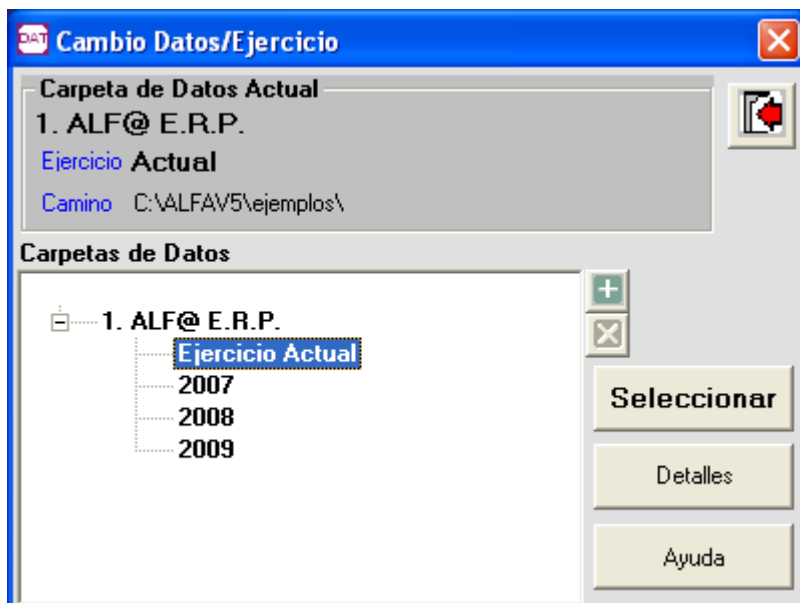 DAT Cambio Datos/Ejercicio
Carpeta de Datos Actual
1. ALF@ E.R.P.
Ejercicio Actual
Camino C:\ALFAV5\ejemplos\
Carpetas de Datos
1. ALF@ E.R.P.
Ejercicio Actual
2007
2008
2009
Seleccionar
Detalles
Ayuda